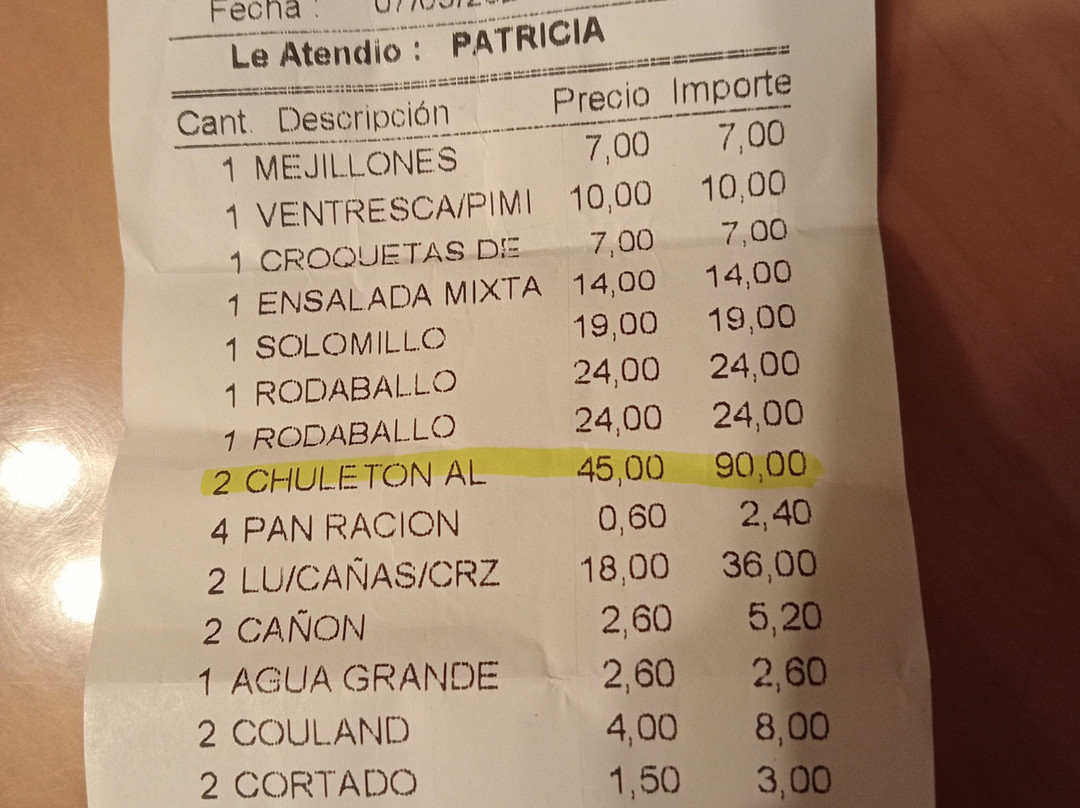 Fecha :
Le Atendio : PATRICIA
Cant. Descripción Precio Importe
1 MEJILLONES 7,00 7,00
1 VENTRESCA/PIMI 10,00 10,00
1 CROQUETAS DE 7,00 7,00
1 ENSALADA MIXTA 14,00 14,00
1 SOLOMILLO 19,00 19,00
1 RODABALLO 24,00 24,00
1 RODABALLO 24,00 24,00
2 CHULETON AL 45,00 90,00
4 PAN RACION 0,60 2,40
2 LU/CAÑAS/CRZ 18,00 36,00
2 CAÑON 2,60 5,20
1 AGUA GRANDE 2,60 2,60
2 COULAND 4,00 8,00
2 CORTADO 1,50 3,00